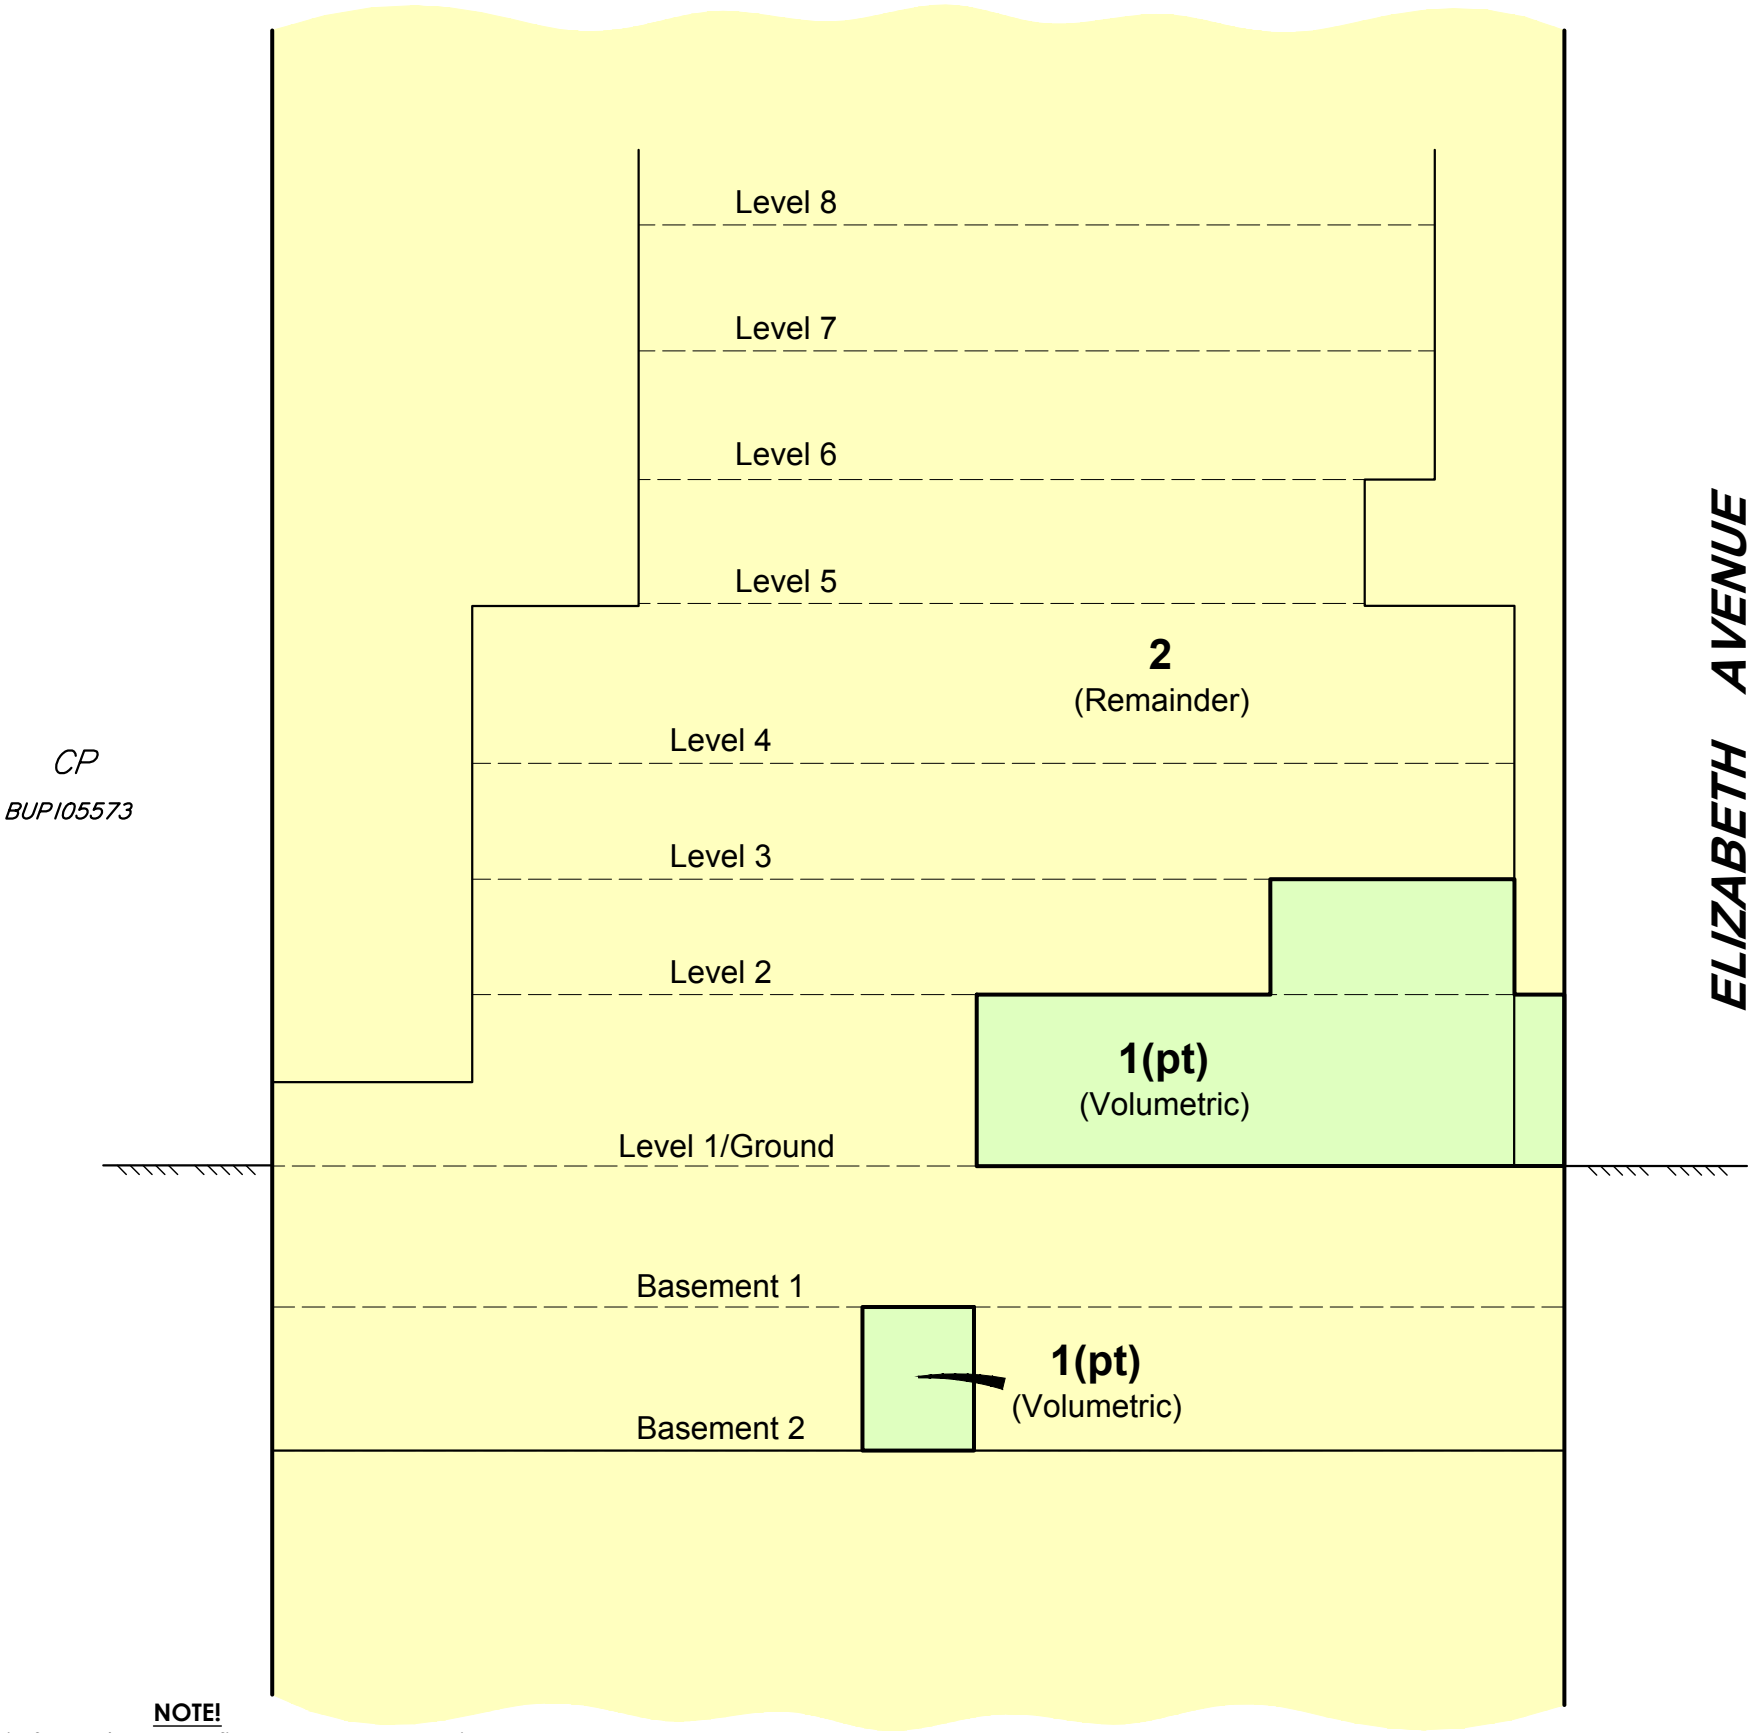 Level 8
Level 7
Level 6
Level 5
2
(Remainder)
Level 4
CP
BUP105573
Level 3
Level 2
1(pt)
(Volumetric)
Level 1/Ground
ELIZABETH AVENUE
Basement 1
1(pt)
(Volumetric)
Basement 2
NOTE!